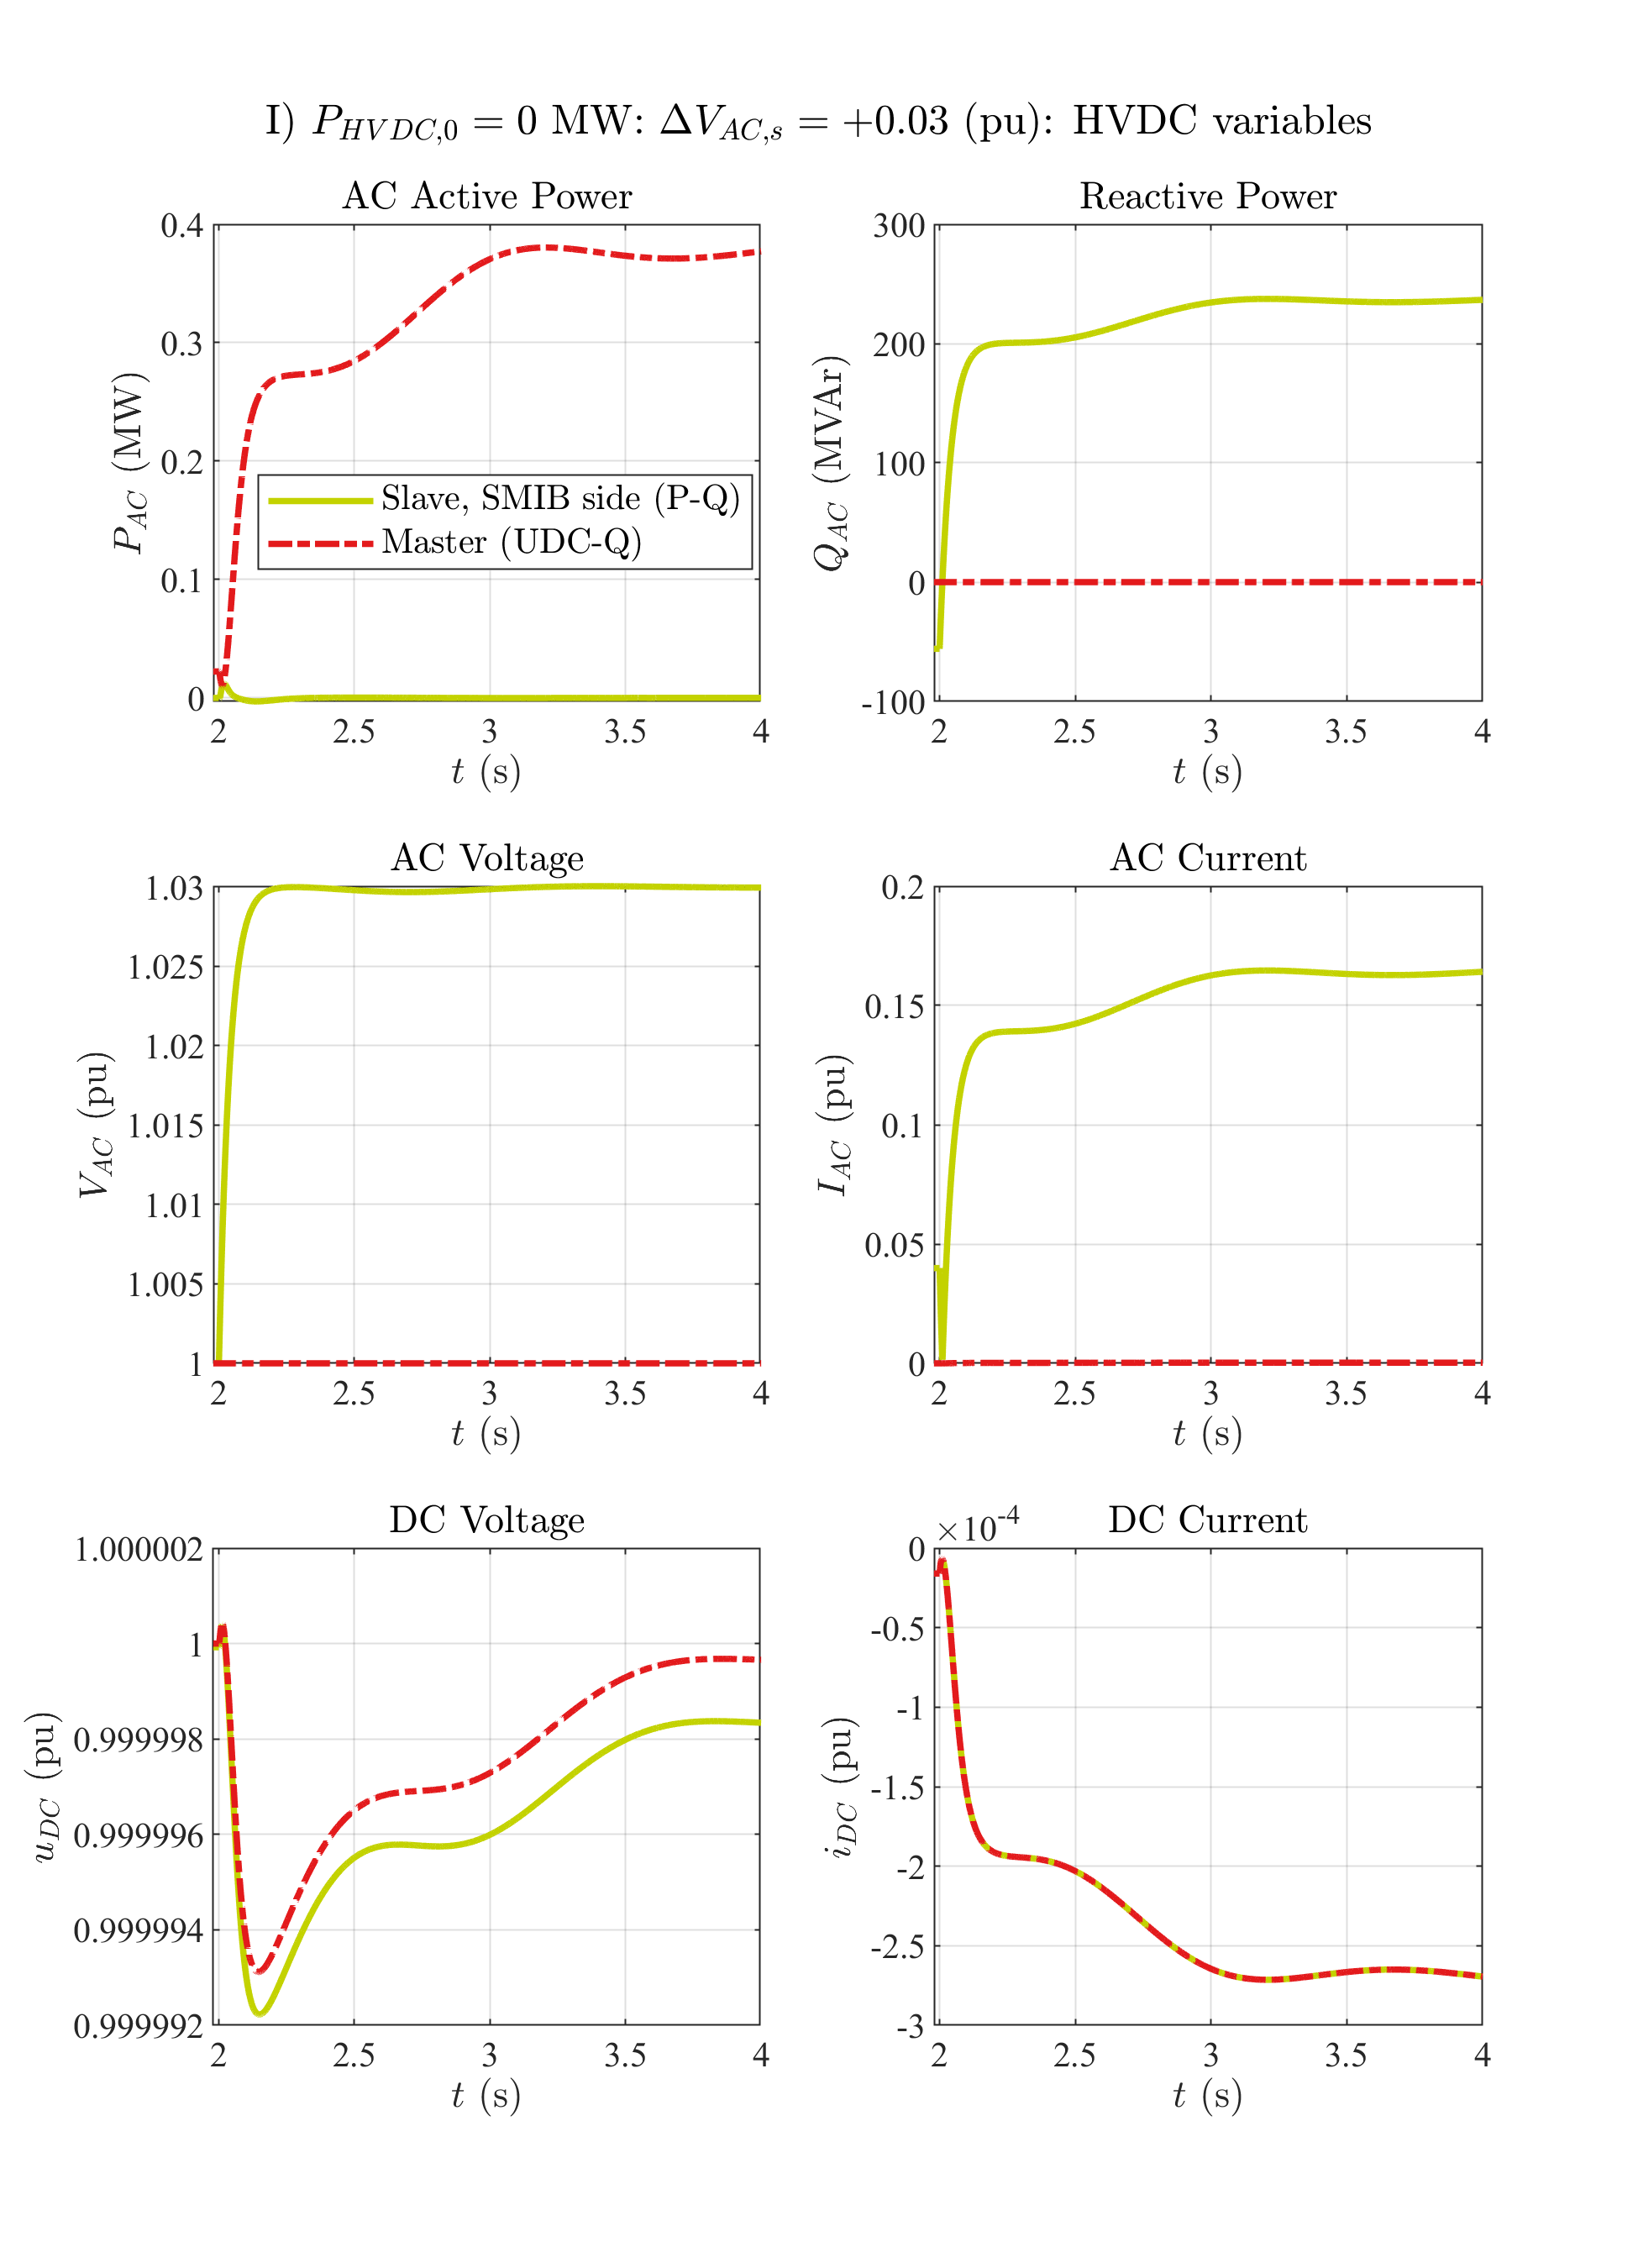 I) P_{HVDC,0} = 0 MW: ΔV_{AC,s} = +0.03 (pu): HVDC variables
AC Active Power
0.4
0.3
0.2
0.1
0
P_{AC} (MW)
Slave, SMIB side (P-Q)
Master (UDC-Q)
2 2.5 3 3.5 4
t (s)
Reactive Power
300
200
100
0
-100
Q_{AC} (MVAr)
2 2.5 3 3.5 4
t (s)
AC Voltage
1.03
1.025
1.02
1.015
1.01
1.005
1
V_{AC} (pu)
2 2.5 3 3.5 4
t (s)
AC Current
0.2
0.15
0.1
0.05
0
I_{AC} (pu)
2 2.5 3 3.5 4
t (s)
DC Voltage
1.000002
1
0.999998
0.999996
0.999994
0.999992
u_{DC} (pu)
2 2.5 3 3.5 4
t (s)
DC Current
×10^{-4}
0
-0.5
-1
-1.5
-2
-2.5
-3
i_{DC} (pu)
2 2.5 3 3.5 4
t (s)